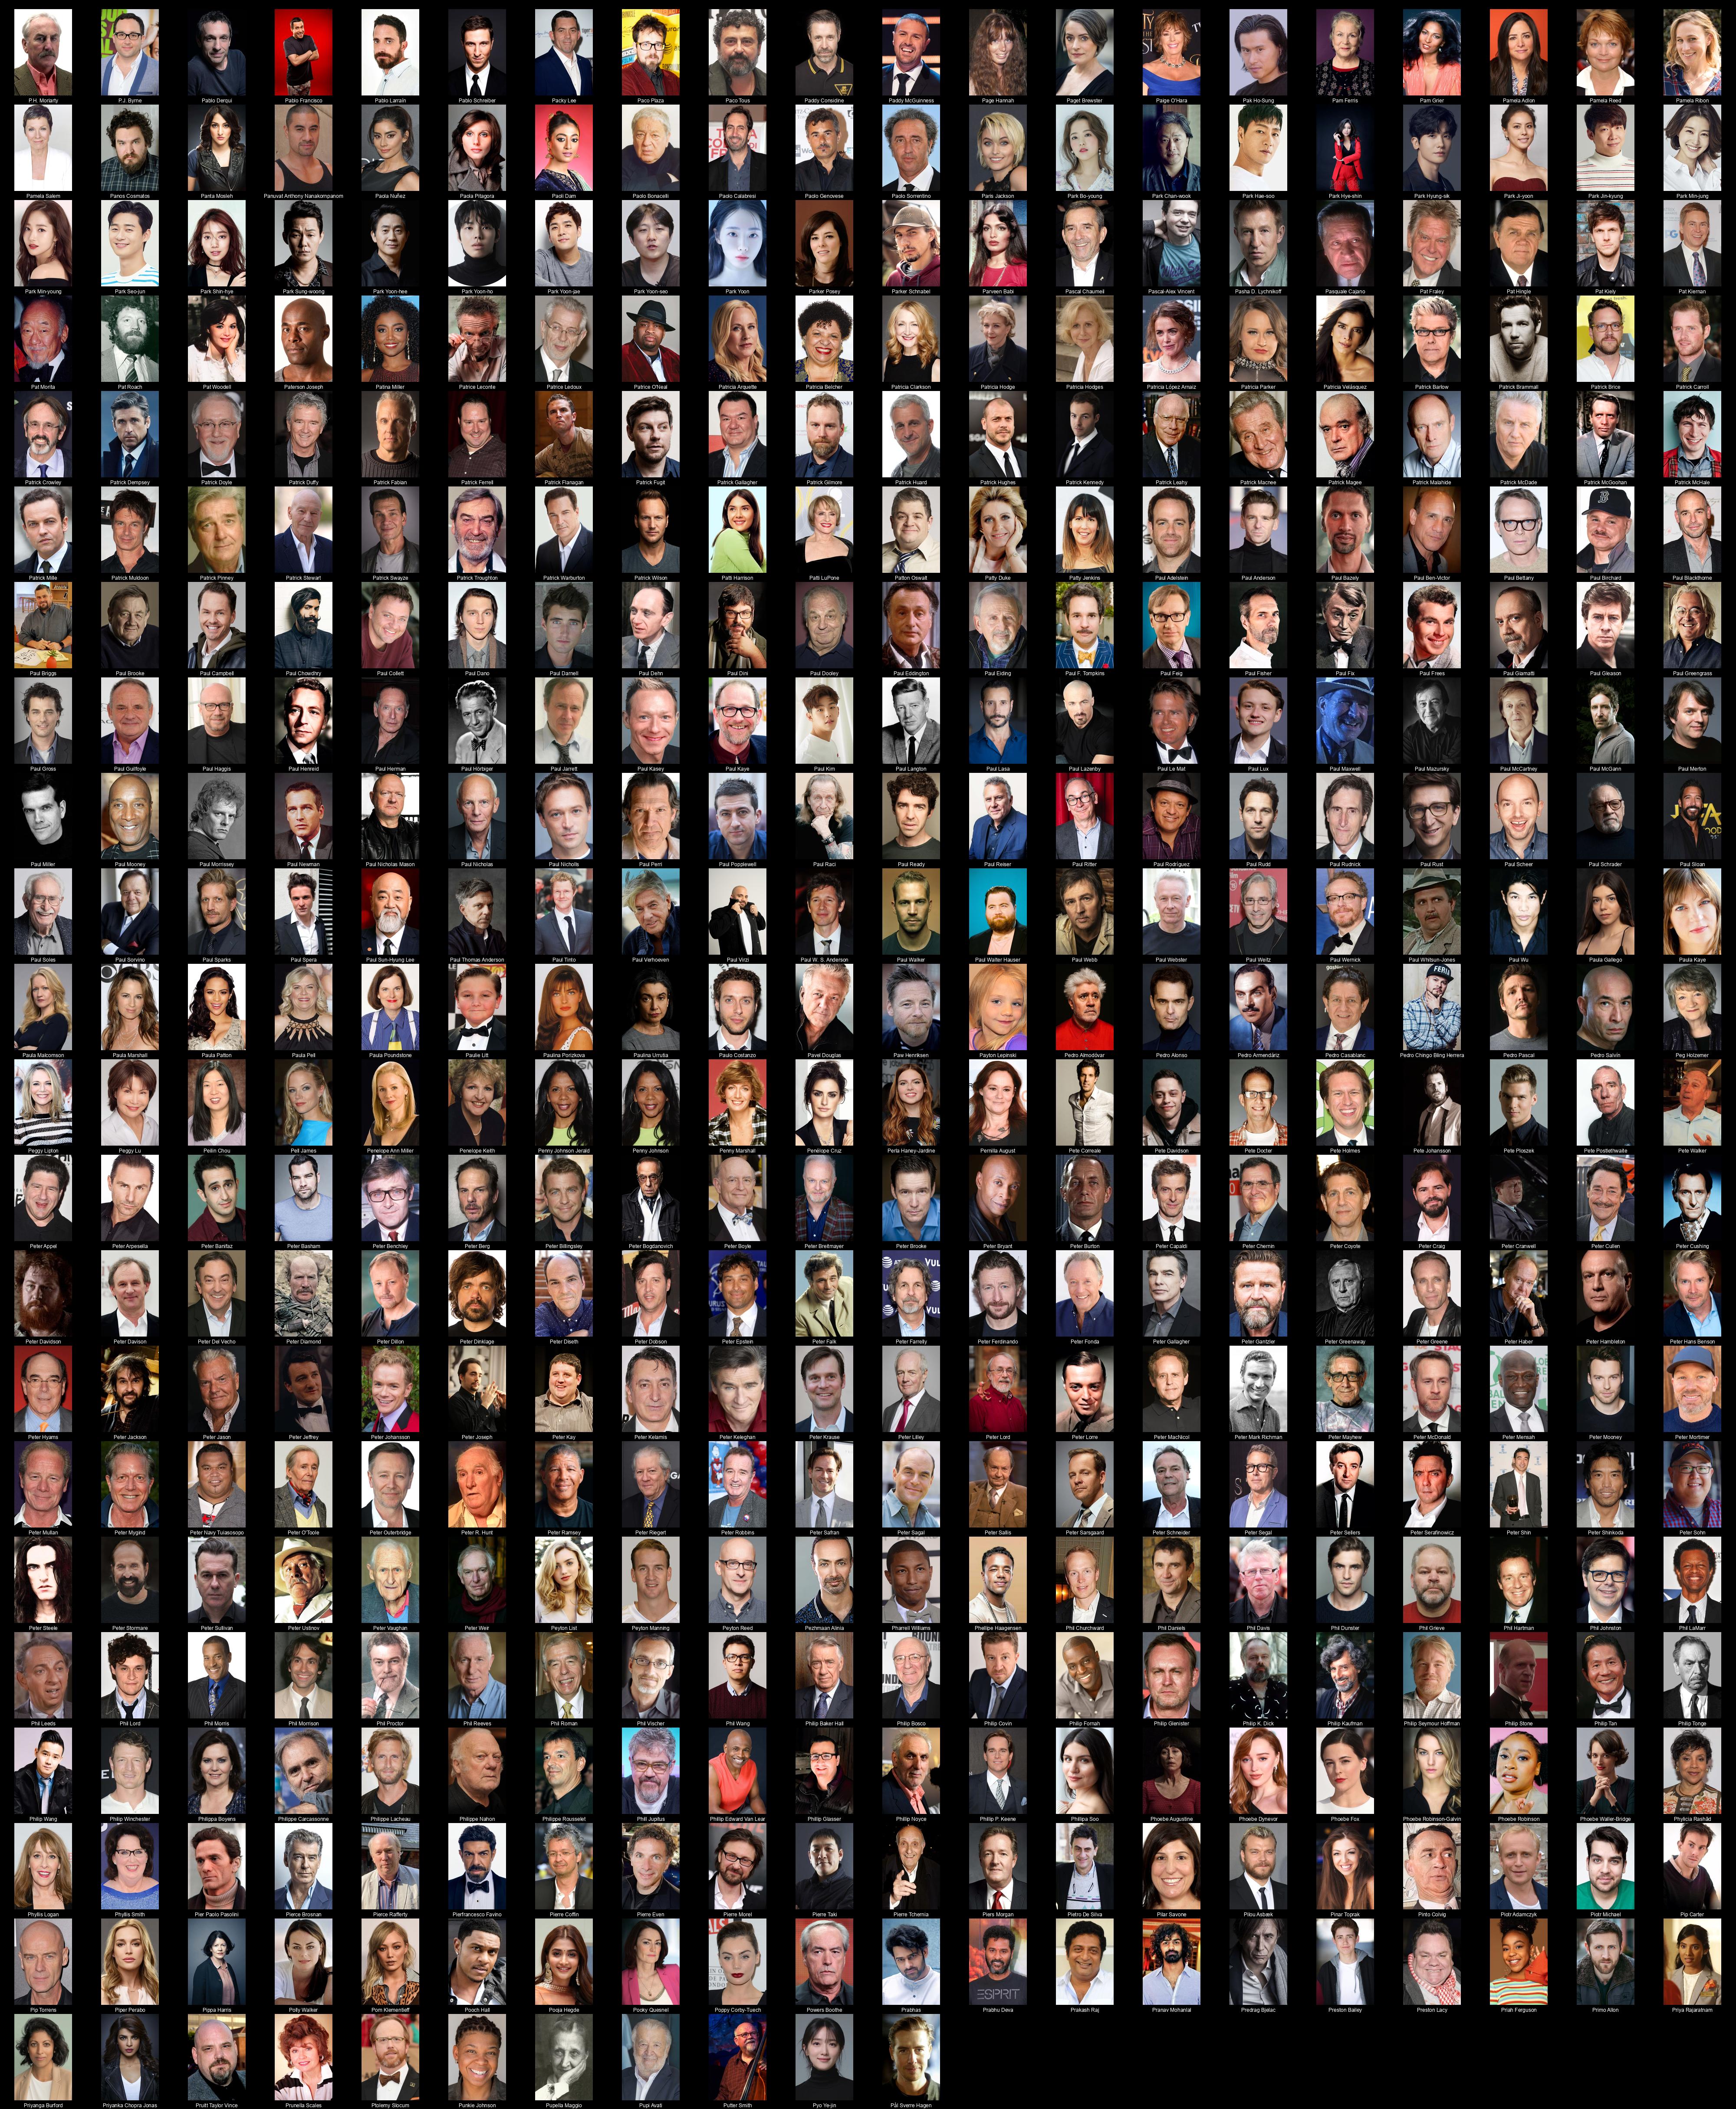 P.H. Moriarty P.J. Byrne Pablo Derqui Pablo Francisco Pablo Larraín Pablo Schreiber Packy Lee Paco Plaza Paco Tous Paddy Considine Paddy McGuinness Page Hannah Paget Brewster Paige O'Hara Pak Ho-Sung Pam Ferris Pam Grier Pamela Adlon Pamela Reed Pamela Ribon
Pamela Salem Panos Cosmatos Panta Mosleh Panuvat Anthony Nanakornpanom Paola Nuñez Paola Pitagora Paoli Dam Paolo Bonacelli Paolo Calabresi Paolo Genovese Paolo Sorrentino Paris Jackson Park Bo-young Park Chan-wook Park Hae-soo Park Hye-shin Park Hyung-sik Park Ji-yoon Park Jin-kyung Park Min-jung
Park Min-young Park Seo-jun Park Shin-hye Park Sung-woong Park Yoon-hee Park Yoon-ho Park Yoon-jae Park Yoon-seo Park Yoon Parker Posey Parker Schnabel Parveen Babi Pascal Chaumeil Pascal-Alex Vincent Pasha D. Lychnikoff Pasquale Cajano Pat Fraley Pat Hingle Pat Kiely Pat Kiernan
Pat Morita Pat Roach Pat Woodell Paterson Joseph Patina Miller Patrice Leconte Patrice Ledoux Patrice O'Neal Patricia Arquette Patricia Belcher Patricia Clarkson Patricia Hodge Patricia Hodges Patricia López Arnaiz Patricia Parker Patricia Velásquez Patrick Barlow Patrick Brammall Patrick Brice Patrick Carroll
Patrick Crowley Patrick Dempsey Patrick Doyle Patrick Duffy Patrick Fabian Patrick Ferrell Patrick Flanagan Patrick Fugit Patrick Gallagher Patrick Gilmore Patrick Huard Patrick Hughes Patrick Kennedy Patrick Leahy Patrick Macnee Patrick Magee Patrick Malahide Patrick McDade Patrick McGoohan Patrick McHale
Patrick Mille Patrick Muldoon Patrick Pinney Patrick Stewart Patrick Swayze Patrick Troughton Patrick Warburton Patrick Wilson Patti Harrison Patti LuPone Patton Oswalt Patty Duke Patty Jenkins Paul Adelstein Paul Anderson Paul Bazely Paul Ben-Victor Paul Bettany Paul Birchard Paul Blackthorne
Paul Briggs Paul Brooke Paul Campbell Paul Chowdhry Paul Collett Paul Dano Paul Darnell Paul Dehn Paul Dini Paul Dooley Paul Eddington Paul Eiding Paul F. Tompkins Paul Feig Paul Fisher Paul Fix Paul Frees Paul Giamatti Paul Gleason Paul Greengrass
Paul Gross Paul Guilfoyle Paul Haggis Paul Henreid Paul Herman Paul Hörbiger Paul Jarrett Paul Kasey Paul Kaye Paul Kim Paul Langton Paul Lasa Paul Lazenby Paul Le Mat Paul Lux Paul Maxwell Paul Mazursky Paul McCartney Paul McGann Paul Merton
Paul Miller Paul Mooney Paul Morrissey Paul Newman Paul Nicholas Mason Paul Nicholas Paul Nicholls Paul Perri Paul Popplewell Paul Raci Paul Ready Paul Reiser Paul Ritter Paul Rodriguez Paul Rudd Paul Rudnick Paul Rust Paul Scheer Paul Schrader Paul Sloan
Paul Soles Paul Sorvino Paul Sparks Paul Spera Paul Sun-Hyung Lee Paul Thomas Anderson Paul Tinto Paul Verhoeven Paul Virzi Paul W. S. Anderson Paul Walker Paul Walter Hauser Paul Webb Paul Webster Paul Weitz Paul Wernick Paul Whitsun-Jones Paul Wu Paula Gallego Paula Kaye
Paula Malcomson Paula Marshall Paula Patton Paula Pell Paula Poundstone Paulie Litt Paulina Porizkova Paulina Urrutia Paulo Costanzo Pavel Douglas Paw Henriksen Payton Lepinski Pedro Almodóvar Pedro Alonso Pedro Armendáriz Pedro Casablanc Pedro Chingo Bling Herrera Pedro Pascal Pedro Salvín Peg Holzemer
Peggy Lipton Peggy Lu Peilin Chou Pell James Penelope Ann Miller Penelope Keith Penny Johnson Jerald Penny Johnson Penny Marshall Penélope Cruz Perla Haney-Jardine Pernilla August Pete Cornsale Pete Davidson Pete Docter Pete Holmes Pete Johansson Pete Ploszek Pete Postlethwaite Pete Walker
Peter Appel Peter Arpesella Peter Banifaz Peter Basham Peter Benchley Peter Berg Peter Billingsley Peter Bogdanovich Peter Boyle Peter Breitmayer Peter Brooke Peter Bryant Peter Burton Peter Capaldi Peter Chernin Peter Coyote Peter Craig Peter Cranwell Peter Cullen Peter Cushing
Peter Davidson Peter Davison Peter Del Vecho Peter Diamond Peter Dillon Peter Dinklage Peter Diseth Peter Dobson Peter Epstein Peter Falk Peter Farrelly Peter Ferdinando Peter Fonda Peter Gallagher Peter Gantzler Peter Greenaway Peter Greene Peter Haber Peter Hambleton Peter Hans Benson
Peter Hyams Peter Jackson Peter Jason Peter Jeffrey Peter Johansson Peter Joseph Peter Kay Peter Kelamis Peter Keleghan Peter Krause Peter Lilley Peter Lord Peter Lorre Peter MacNicol Peter Mark Richman Peter Mayhew Peter McDonald Peter Mensah Peter Mooney Peter Mortimer
Peter Mullan Peter Mygind Peter Navy Tuiasosopo Peter O'Toole Peter Outerbridge Peter R. Hunt Peter Ramsey Peter Riegert Peter Robbins Peter Safran Peter Sagal Peter Sallis Peter Sarsgaard Peter Schneider Peter Segal Peter Sellers Peter Serafinowicz Peter Shin Peter Shinkoda Peter Sohn
Peter Steele Peter Stormare Peter Sullivan Peter Ustinov Peter Vaughan Peter Weir Peyton List Peyton Manning Peyton Reed Pezhmaan Alinia Pharrell Williams Phellipe Haagensen Phil Churchward Phil Daniels Phil Davis Phil Dunster Phil Grieve Phil Hartman Phil Johnston Phil LaMarr
Phil Leeds Phil Lord Phil Morris Phil Morrison Phil Proctor Phil Reeves Phil Roman Phil Vischer Phil Wang Philip Baker Hall Philip Bosco Philip Covin Philip Fornah Philip Glenister Philip K. Dick Philip Kaufman Philip Seymour Hoffman Philip Stone Philip Tan Philip Tonge
Philip Wang Philip Winchester Philippa Boyens Philippe Carcassonne Philippe Lacheau Philippe Nahon Philippe Rousselet Phill Jupitus Phillip Edward Van Lear Phillip Glasser Phillip Noyce Phillip P. Keene Phillipa Soo Phoebe Augustine Phoebe Dynevor Phoebe Fox Phoebe Robinson-Galvin Phoebe Robinson Phoebe Waller-Bridge Phylicia Rashād
Phyllis Logan Phyllis Smith Pier Paolo Pasolini Pierce Brosnan Pierce Rafferty Pierfrancesco Favino Pierre Coffin Pierre Even Pierre Morel Pierre Taki Pierre Tchernia Piers Morgan Pietro De Silva Pilar Savone Pilou Asbæk Pinar Toprak Pinto Colvig Piotr Adamczyk Piotr Michael Pip Carter
Pip Torrens Piper Perabo Pippa Harris Polly Walker Pom Klementieff Pooch Hall Pooja Hegde Pooky Quesnel Poppy Corby-Tuech Powers Boothe Prabhas Prabhu Deva Prakash Raj Pranav Mohanlal Predrag Bjelac Preston Bailey Preston Lacy Priah Ferguson Primo Allon Priya Rajaratnam
Priyanga Burford Priyanka Chopra Jonas Pruitt Taylor Vince Prunella Scales Ptolemy Slocum Punkie Johnson Pupella Maggio Pupi Avati Putter Smith Pyo Ye-jin Pål Sverre Hagen